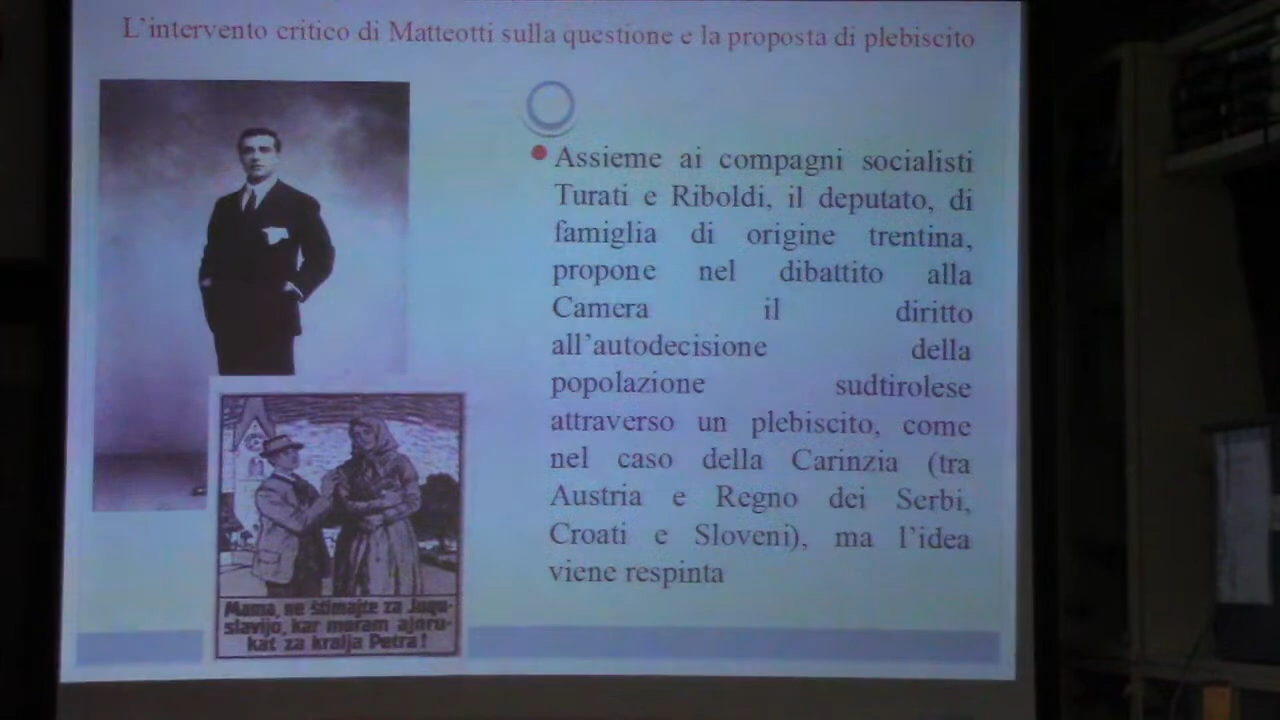 L'intervento critico di Matteotti sulla questione e la proposta di plebiscito
Assieme ai compagni socialisti
Turati e Riboldi, il deputato, di
famiglia di origine trentina,
propone nel dibattito alla
Camera il diritto
all'autodecisione della
popolazione sudtirolese
attraverso un plebiscito, come
nel caso della Carinzia (tra
Austria e Regno dei Serbi,
Croati e Sloveni), ma l'idea
viene respinta
Mama, ne štimajte za Jugu-
slavijo, kar moram ajnru-
kat za kralja Petra!